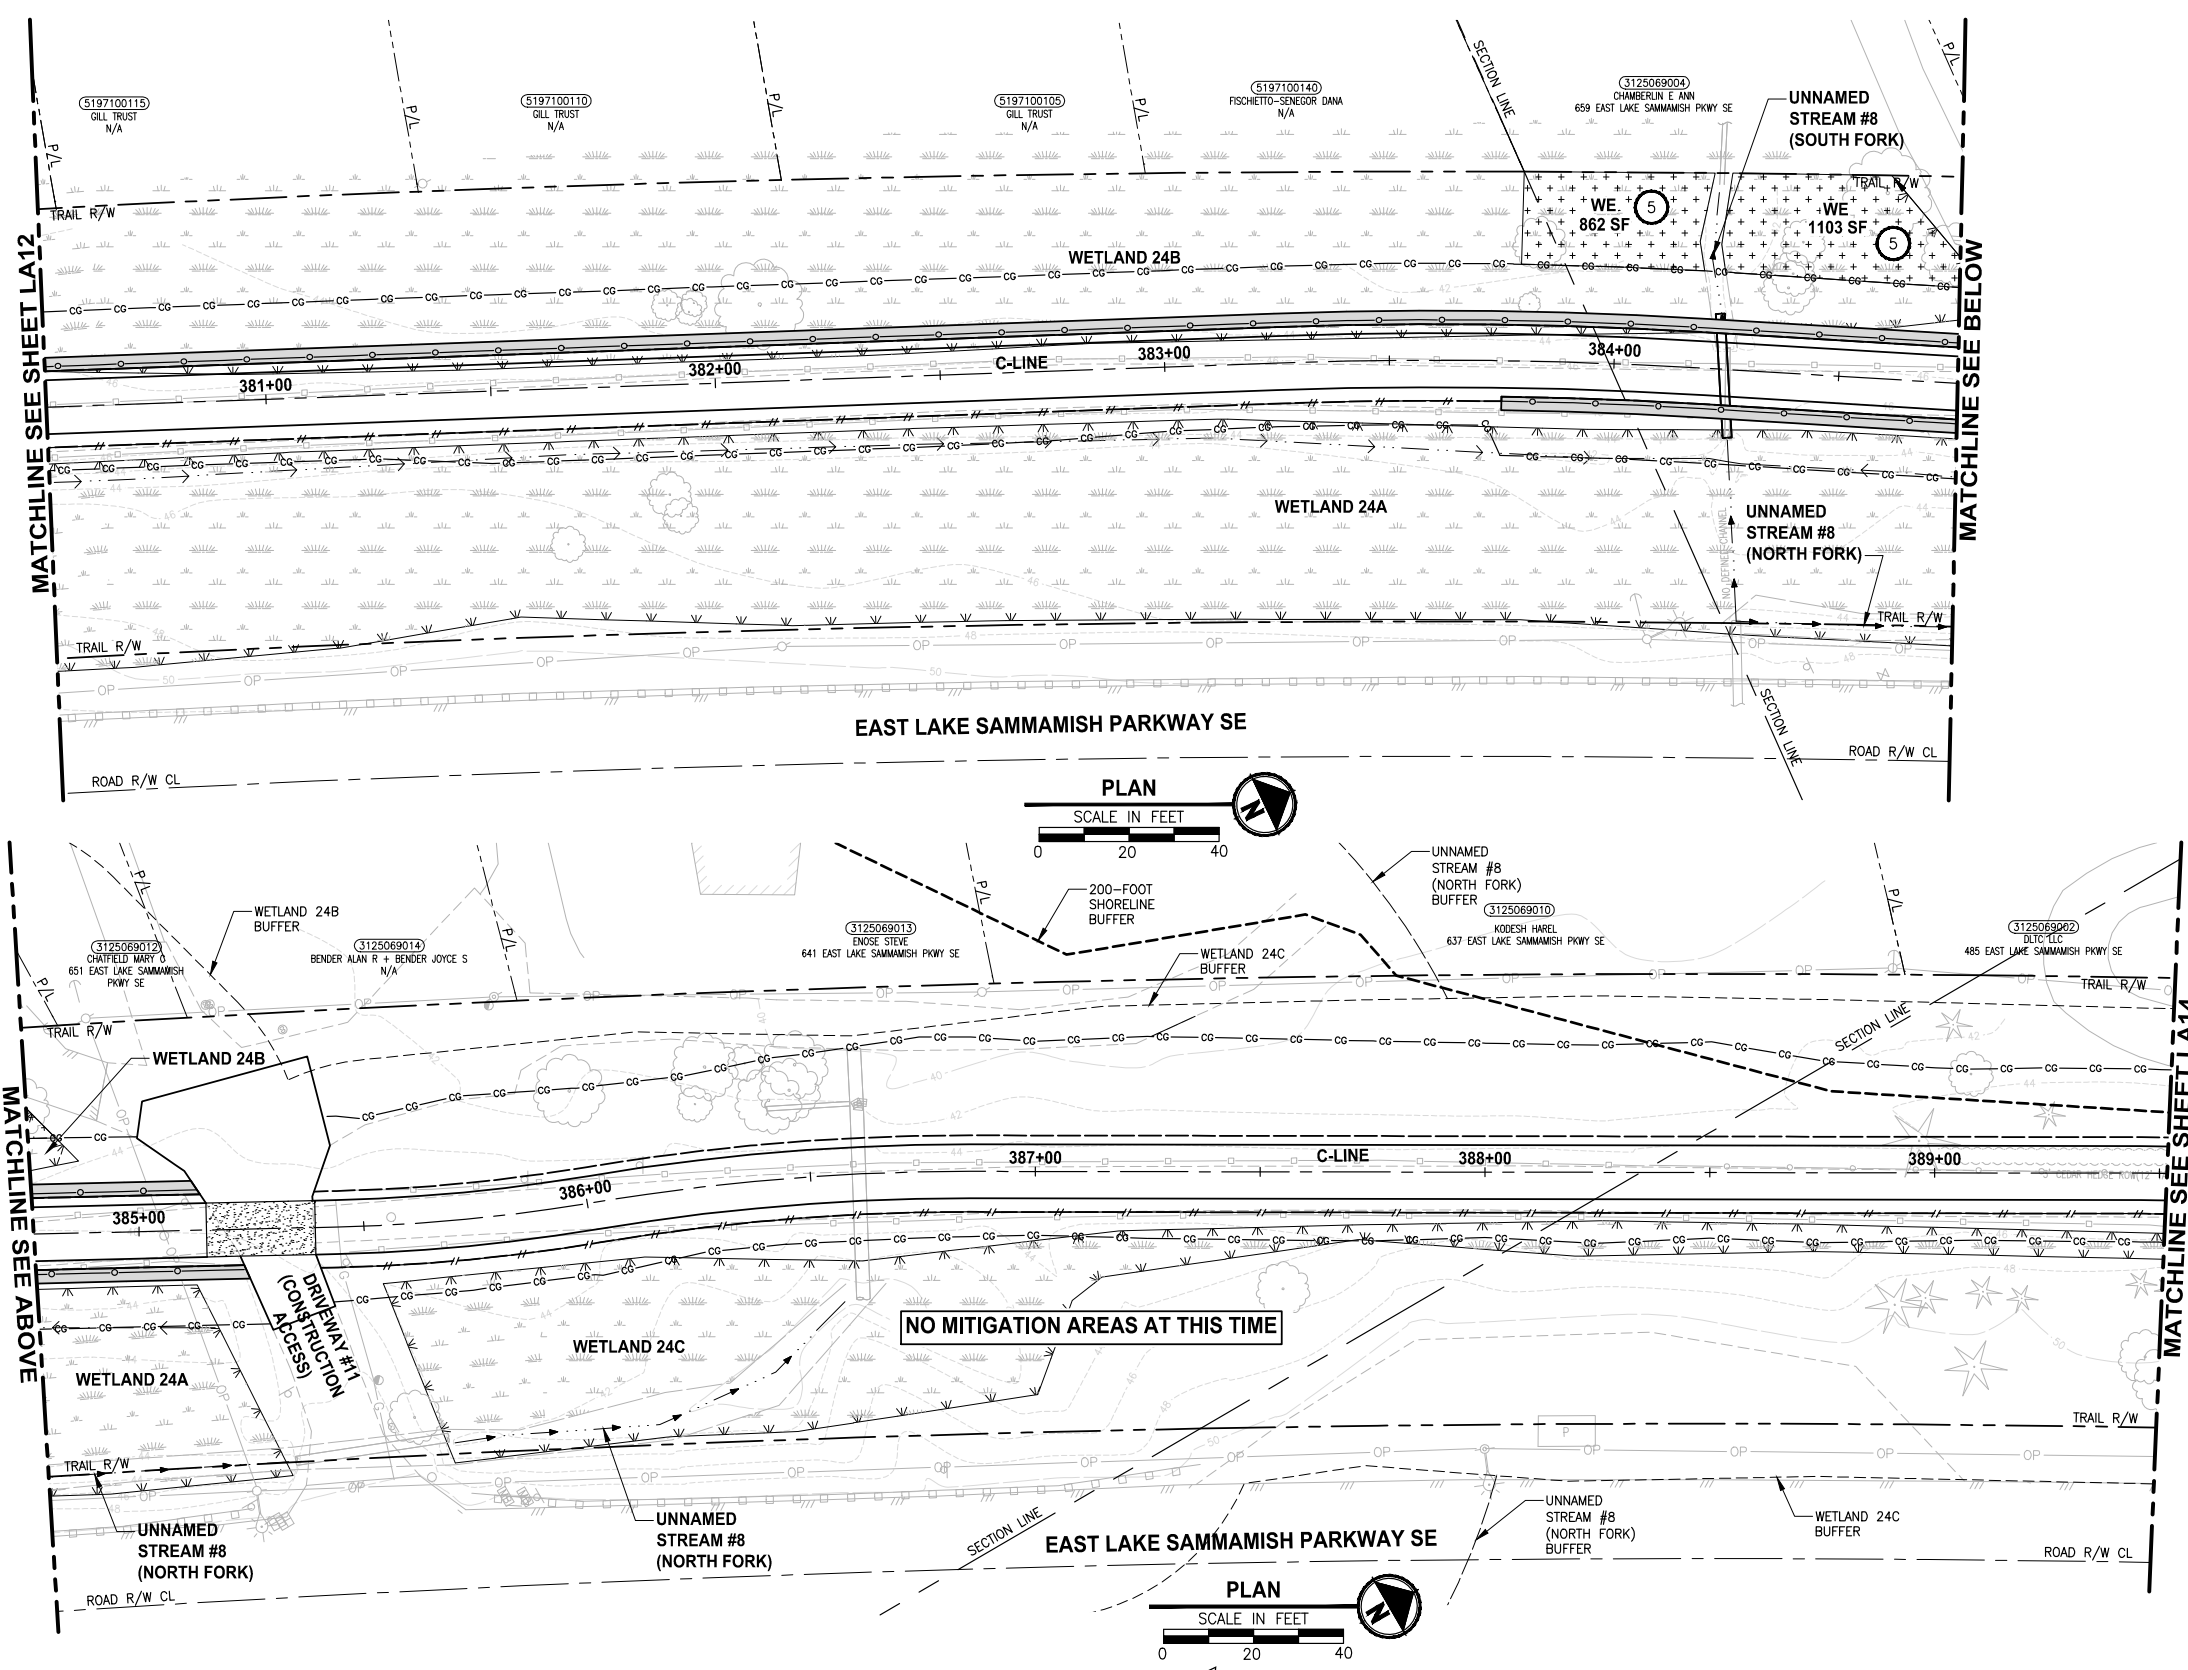 5197100115
GILL TRUST
N/A
5197100110
GILL TRUST
N/A
5197100105
GILL TRUST
N/A
5197100140
FISCHIETTO-SENEGOR DANA
N/A
3125069004
CHAMBERLIN E ANN
659 EAST LAKE SAMMAMISH PKWY SE
P/L
P/L
P/L
P/L
P/L
SECTION LINE
UNNAMED
STREAM #8
(SOUTH FORK)
TRAIL R/W
TRAIL R/W
WE
862 SF
5
WE
1103 SF
5
WETLAND 24B
MATCHLINE SEE SHEET LA12
MATCHLINE SEE BELOW
381+00
382+00
C-LINE
383+00
384+00
WETLAND 24A
NO DEFINED CHANNEL
UNNAMED
STREAM #8
(NORTH FORK)
TRAIL R/W
TRAIL R/W
SECTION LINE
EAST LAKE SAMMAMISH PARKWAY SE
ROAD R/W CL
ROAD R/W CL
PLAN
SCALE IN FEET
0 20 40
N
P/L
P/L
P/L
P/L
P/L
WETLAND 24B
BUFFER
3125069012
CHATFIELD MARY C
651 EAST LAKE SAMMAMISH
PKWY SE
3125069014
BENDER ALAN R + BENDER JOYCE S
N/A
3125069013
ENOSE STEVE
641 EAST LAKE SAMMAMISH PKWY SE
200-FOOT
SHORELINE
BUFFER
UNNAMED
STREAM #8
(NORTH FORK)
BUFFER
3125069010
KODESH HAREL
637 EAST LAKE SAMMAMISH PKWY SE
3125069002
DLTC LLC
485 EAST LAKE SAMMAMISH PKWY SE
WETLAND 24C
BUFFER
TRAIL R/W
TRAIL R/W
WETLAND 24B
SECTION LINE
MATCHLINE SEE ABOVE
MATCHLINE SEE SHEET LA14
385+00
386+00
387+00
C-LINE
388+00
389+00
DRIVEWAY #11
(CONSTRUCTION
ACCESS)
NO MITIGATION AREAS AT THIS TIME
WETLAND 24C
WETLAND 24A
TRAIL R/W
TRAIL R/W
UNNAMED
STREAM #8
(NORTH FORK)
UNNAMED
STREAM #8
(NORTH FORK)
SECTION LINE
EAST LAKE SAMMAMISH PARKWAY SE
UNNAMED
STREAM #8
(NORTH FORK)
BUFFER
WETLAND 24C
BUFFER
ROAD R/W CL
ROAD R/W CL
PLAN
SCALE IN FEET
0 20 40
N